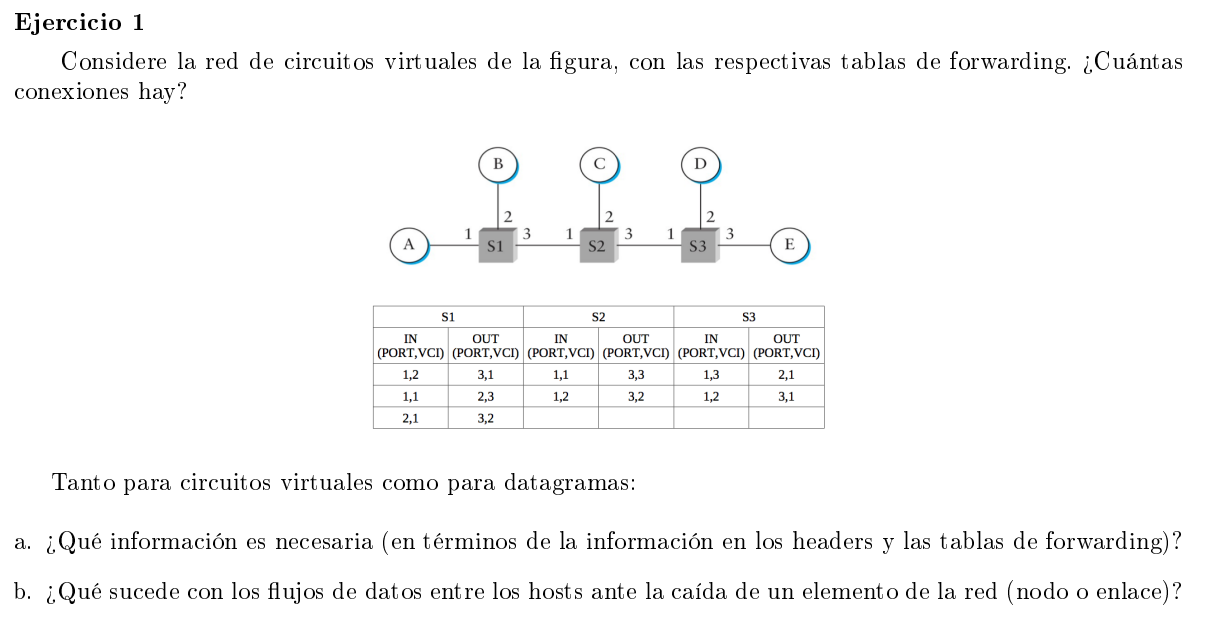 Ejercicio 1
Considere la red de circuitos virtuales de la figura, con las respectivas tablas de forwarding. ¿Cuántas
conexiones hay?
B C D
2 2 2
A 1 S1 3 1 S2 3 1 S3 3 E
S1 S2 S3
IN OUT IN OUT IN OUT
(PORT,VCI) (PORT,VCI) (PORT,VCI) (PORT,VCI) (PORT,VCI) (PORT,VCI)
1,2 3,1 1,1 3,3 1,3 2,1
1,1 2,3 1,2 3,2 1,2 3,1
2,1 3,2
Tanto para circuitos virtuales como para datagramas:
a. ¿Qué información es necesaria (en términos de la información en los headers y las tablas de forwarding)?
b. ¿Qué sucede con los flujos de datos entre los hosts ante la caída de un elemento de la red (nodo o enlace)?